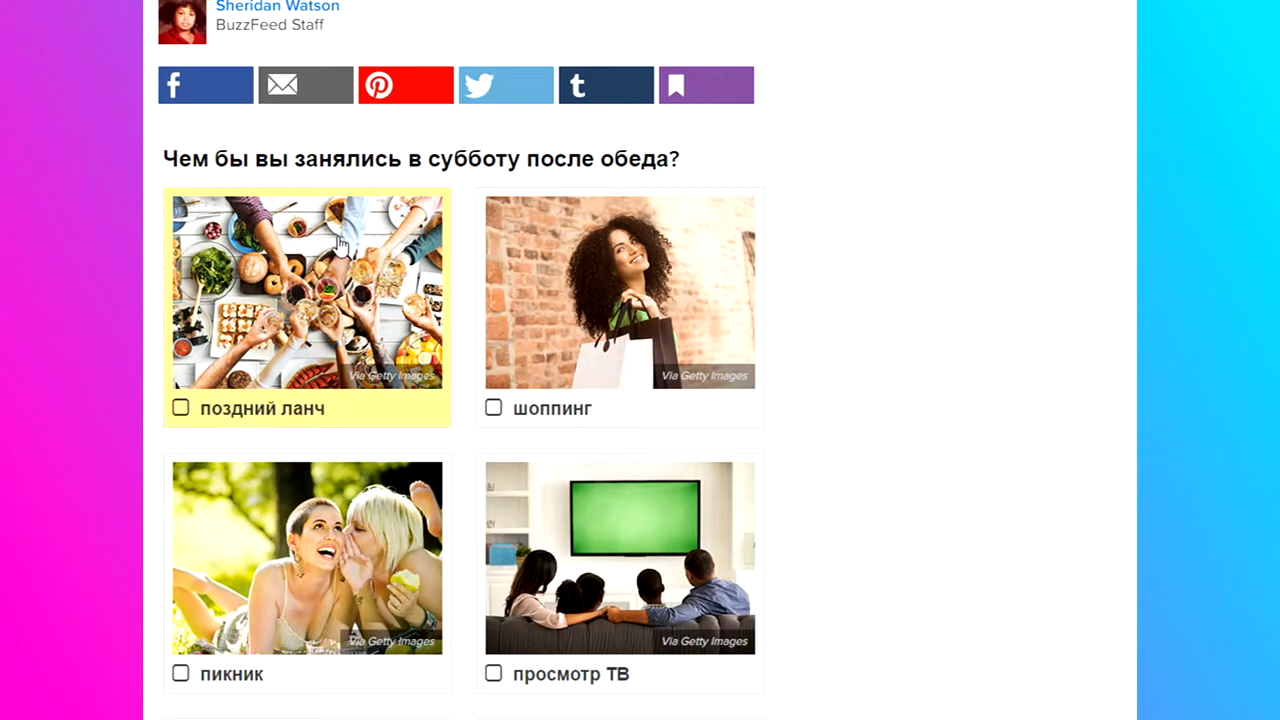 Sheridan Watson
BuzzFeed Staff
Чем бы вы занялись в субботу после обеда?
Via Getty Images
Via Getty Images
поздний ланч
шоппинг
Via Getty Images
Via Getty Images
пикник
просмотр ТВ